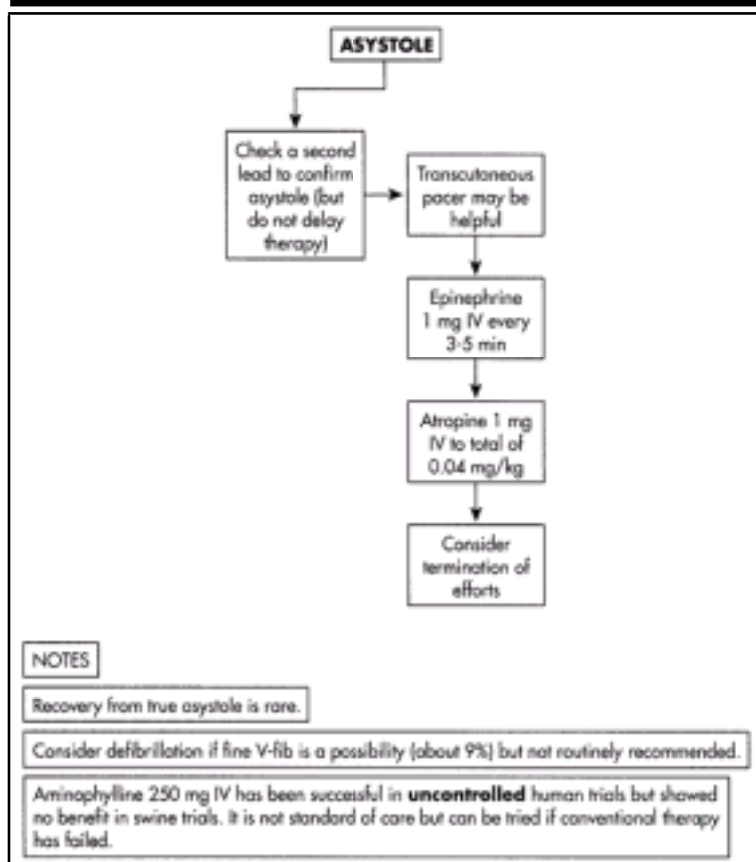 ASYSTOLE
Check a second
lead to confirm
asystole (but
do not delay
therapy)
Transcutaneous
pacer may be
helpful
Epinephrine
1 mg IV every
3-5 min
Atropine 1 mg
IV to total of
0.04 mg/kg
Consider
termination of
efforts
NOTES
Recovery from true asystole is rare.
Consider defibrillation if fine V-fib is a possibility (about 9%) but not routinely recommended.
Aminophylline 250 mg IV has been successful in uncontrolled human trials but showed
no benefit in swine trials. It is not standard of care but can be tried if conventional therapy
has failed.